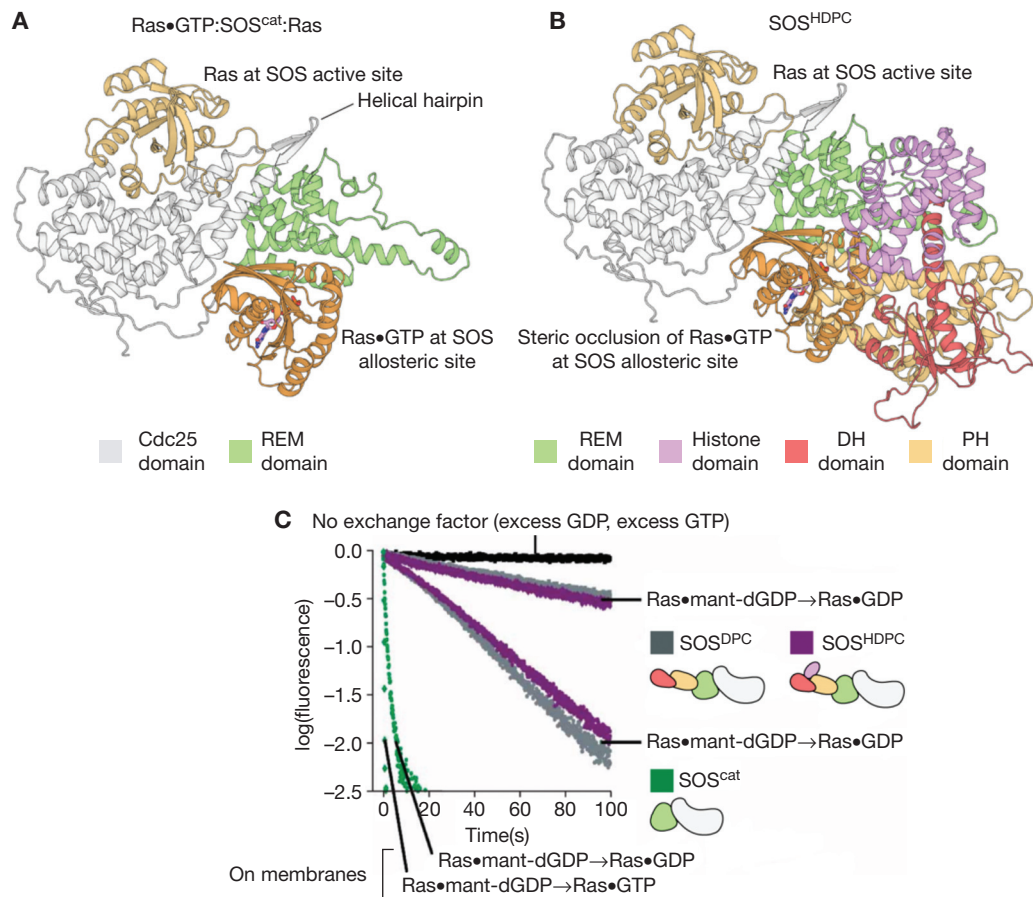 A
Ras•GTP:SOScat:Ras
Ras at SOS active site
Helical hairpin
Ras•GTP at SOS
allosteric site
Cdc25
domain
REM
domain
B
SOSHDPC
Ras at SOS active site
Steric occlusion of Ras•GTP
at SOS allosteric site
REM
domain
Histone
domain
DH
domain
PH
domain
C
No exchange factor (excess GDP, excess GTP)
log(fluorescence)
0.0
−0.5
−1.0
−1.5
−2.0
−2.5
0
20
40
60
80
100
Time(s)
Ras•mant-dGDP→Ras•GDP
SOSDPC
SOSHDPC
Ras•mant-dGDP→Ras•GDP
SOScat
On membranes
Ras•mant-dGDP→Ras•GDP
Ras•mant-dGDP→Ras•GTP